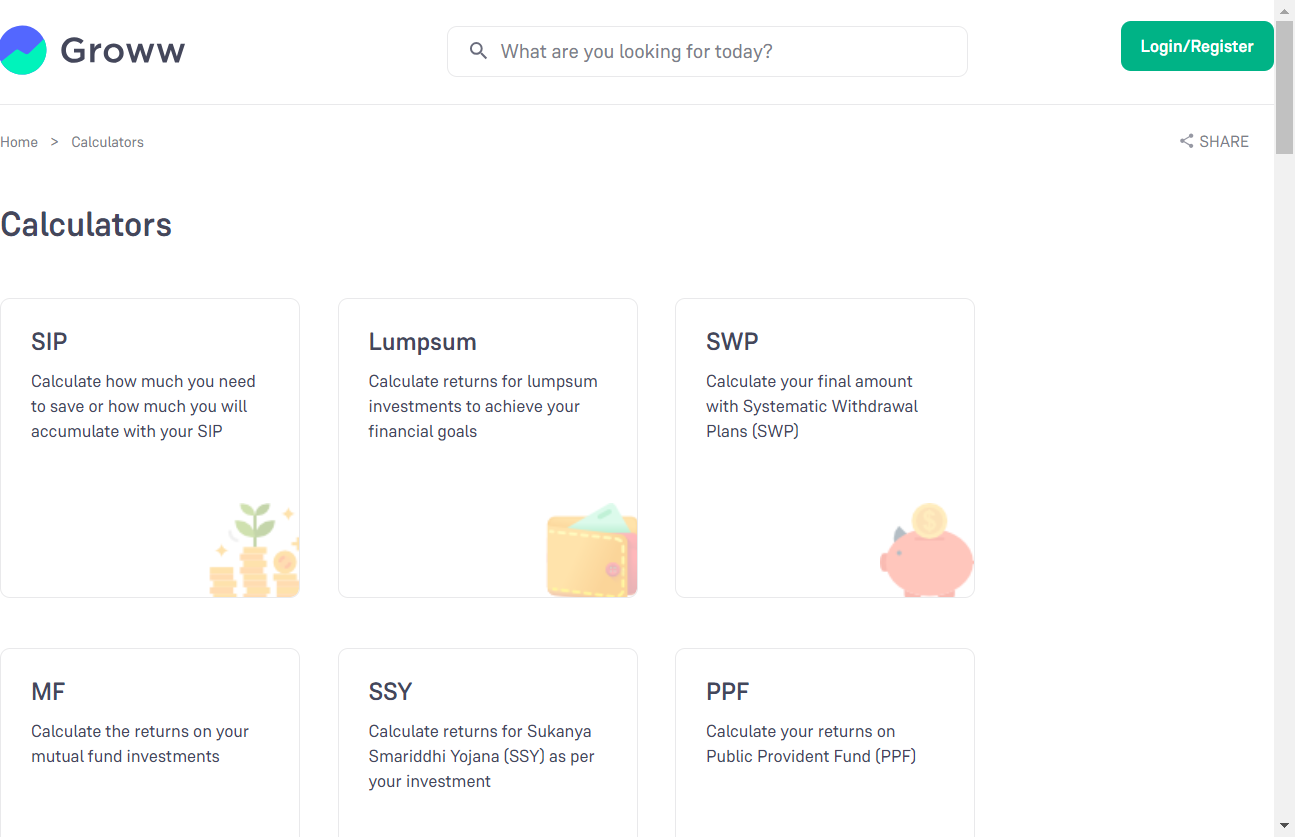 Groww
What are you looking for today?
Login/Register
Home > Calculators
SHARE
Calculators
SIP
Calculate how much you need
to save or how much you will
accumulate with your SIP
Lumpsum
Calculate returns for lumpsum
investments to achieve your
financial goals
SWP
Calculate your final amount
with Systematic Withdrawal
Plans (SWP)
MF
Calculate the returns on your
mutual fund investments
SSY
Calculate returns for Sukanya
Smariddhi Yojana (SSY) as per
your investment
PPF
Calculate your returns on
Public Provident Fund (PPF)